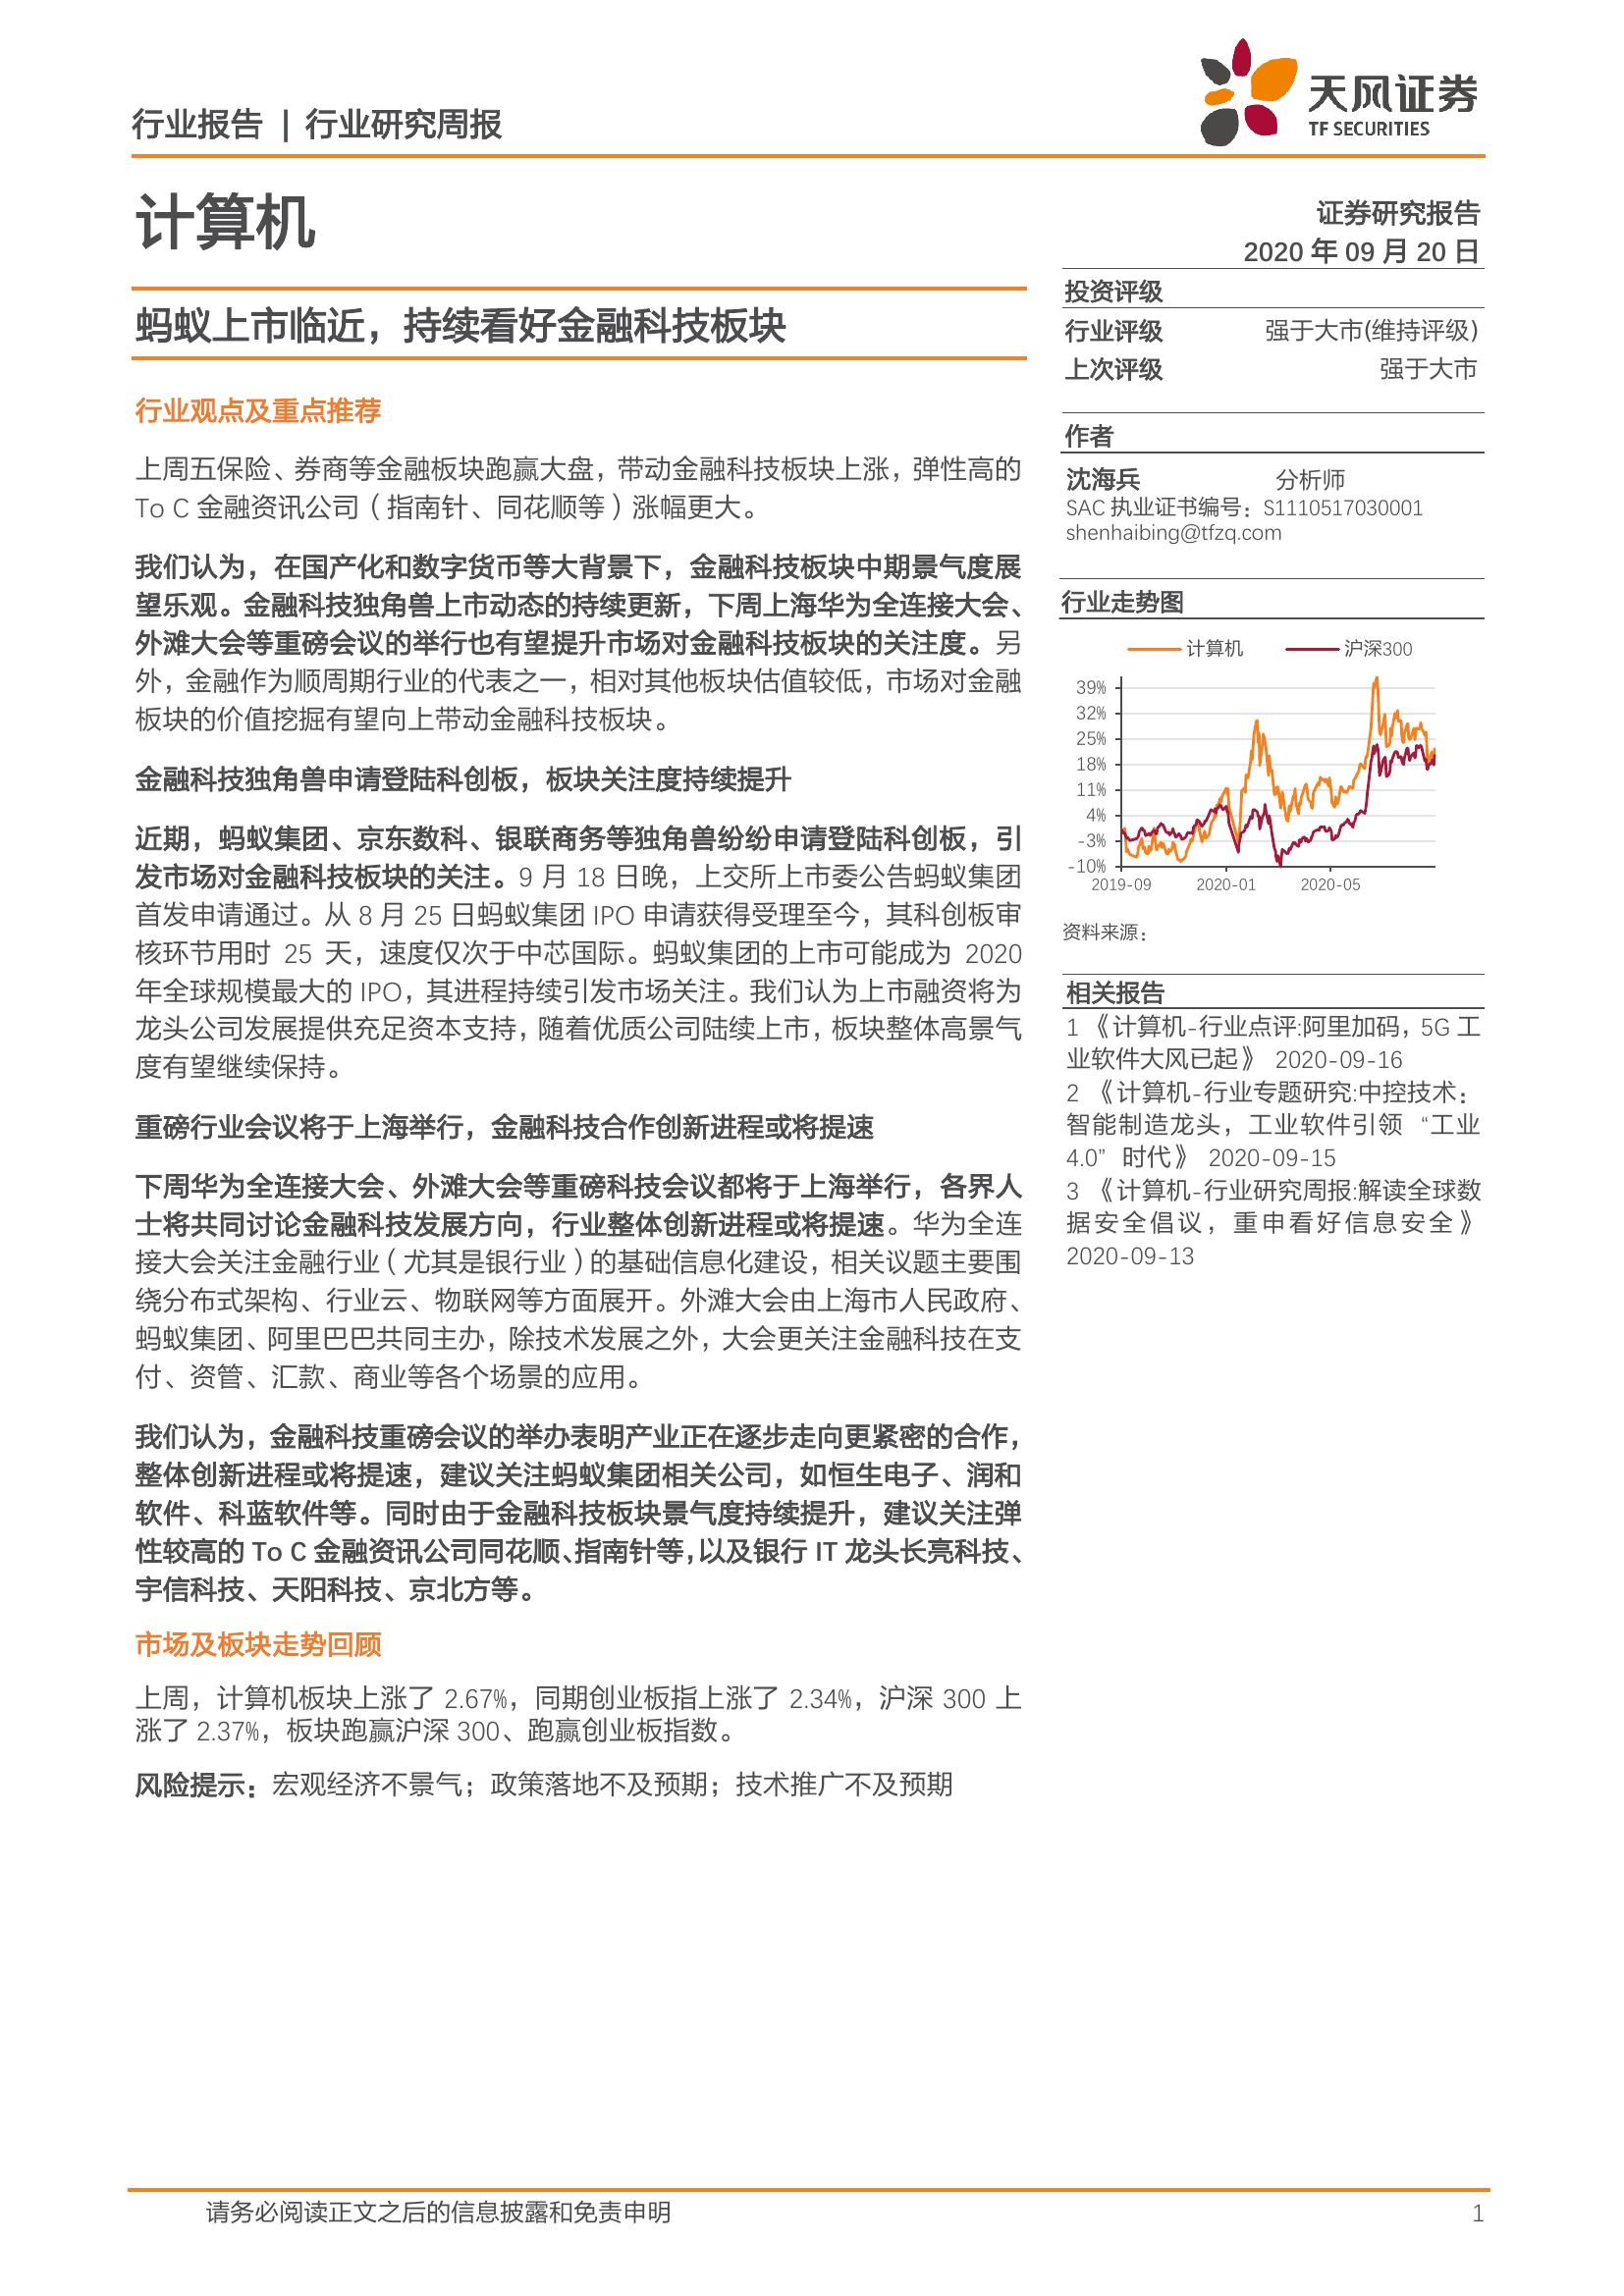 行业报告 | 行业研究周报
天风证券
TF SECURITIES
计算机
证券研究报告
2020 年 09 月 20 日
蚂蚁上市临近，持续看好金融科技板块
行业观点及重点推荐
上周五保险、券商等金融板块跑赢大盘，带动金融科技板块上涨，弹性高的
To C 金融资讯公司（指南针、同花顺等）涨幅更大。
我们认为，在国产化和数字货币等大背景下，金融科技板块中期景气度展
望乐观。金融科技独角兽上市动态的持续更新，下周上海华为全连接大会、
外滩大会等重磅会议的举行也有望提升市场对金融科技板块的关注度。另
外，金融作为顺周期行业的代表之一，相对其他板块估值较低，市场对金融
板块的价值挖掘有望向上带动金融科技板块。
金融科技独角兽申请登陆科创板，板块关注度持续提升
近期，蚂蚁集团、京东数科、银联商务等独角兽纷纷申请登陆科创板，引
发市场对金融科技板块的关注。9 月 18 日晚，上交所上市委公告蚂蚁集团
首发申请通过。从 8 月 25 日蚂蚁集团 IPO 申请获得受理至今，其科创板审
核环节用时 25 天，速度仅次于中芯国际。蚂蚁集团的上市可能成为 2020
年全球规模最大的 IPO，其进程持续引发市场关注。我们认为上市融资将为
龙头公司发展提供充足资本支持，随着优质公司陆续上市，板块整体高景气
度有望继续保持。
重磅行业会议将于上海举行，金融科技合作创新进程或将提速
下周华为全连接大会、外滩大会等重磅科技会议都将于上海举行，各界人
士将共同讨论金融科技发展方向，行业整体创新进程或将提速。华为全连
接大会关注金融行业（尤其是银行业）的基础信息化建设，相关议题主要围
绕分布式架构、行业云、物联网等方面展开。外滩大会由上海市人民政府、
蚂蚁集团、阿里巴巴共同主办，除技术发展之外，大会更关注金融科技在支
付、资管、汇款、商业等各个场景的应用。
我们认为，金融科技重磅会议的举办表明产业正在逐步走向更紧密的合作，
整体创新进程或将提速，建议关注蚂蚁集团相关公司，如恒生电子、润和
软件、科蓝软件等。同时由于金融科技板块景气度持续提升，建议关注弹
性较高的 To C 金融资讯公司同花顺、指南针等，以及银行 IT 龙头长亮科技、
宇信科技、天阳科技、京北方等。
市场及板块走势回顾
上周，计算机板块上涨了 2.67%，同期创业板指上涨了 2.34%，沪深 300 上
涨了 2.37%，板块跑赢沪深 300、跑赢创业板指数。
风险提示：宏观经济不景气；政策落地不及预期；技术推广不及预期
投资评级
行业评级 强于大市(维持评级)
上次评级 强于大市
作者
沈海兵 分析师
SAC 执业证书编号：S1110517030001
shenhaibing@tfzq.com
行业走势图
计算机 沪深300
39%
32%
25%
18%
11%
4%
-3%
-10%
2019-09 2020-01 2020-05
资料来源：
相关报告
1 《计算机-行业点评:阿里加码，5G 工
业软件大风已起》 2020-09-16
2 《计算机-行业专题研究:中控技术：
智能制造龙头，工业软件引领 “工业
4.0” 时代》 2020-09-15
3 《计算机-行业研究周报:解读全球数
据安全倡议，重申看好信息安全》
2020-09-13
请务必阅读正文之后的信息披露和免责申明 1